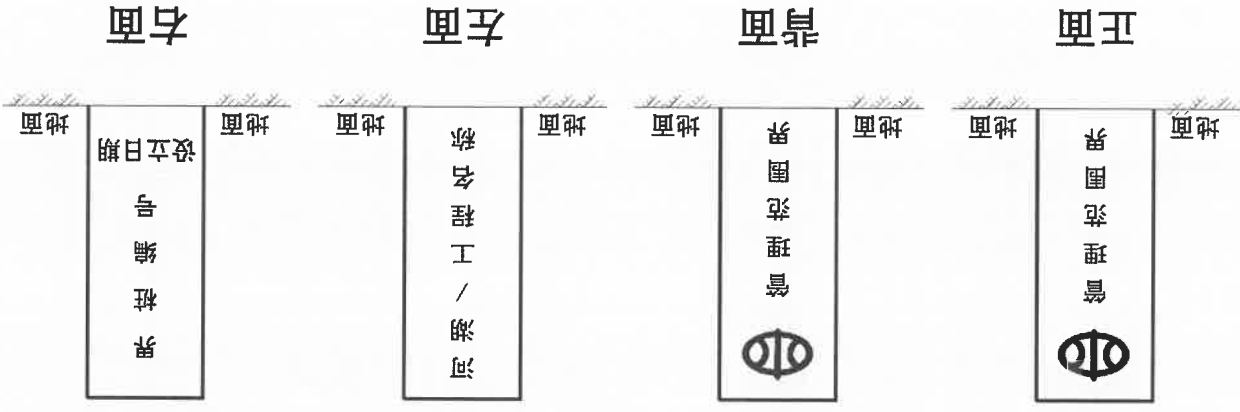 管理范围界
地面 地面
正面
管理范围界
地面 地面
背面
河湖/工程名称
地面 地面
左面
界桩编号
设立日期
地面 地面
右面